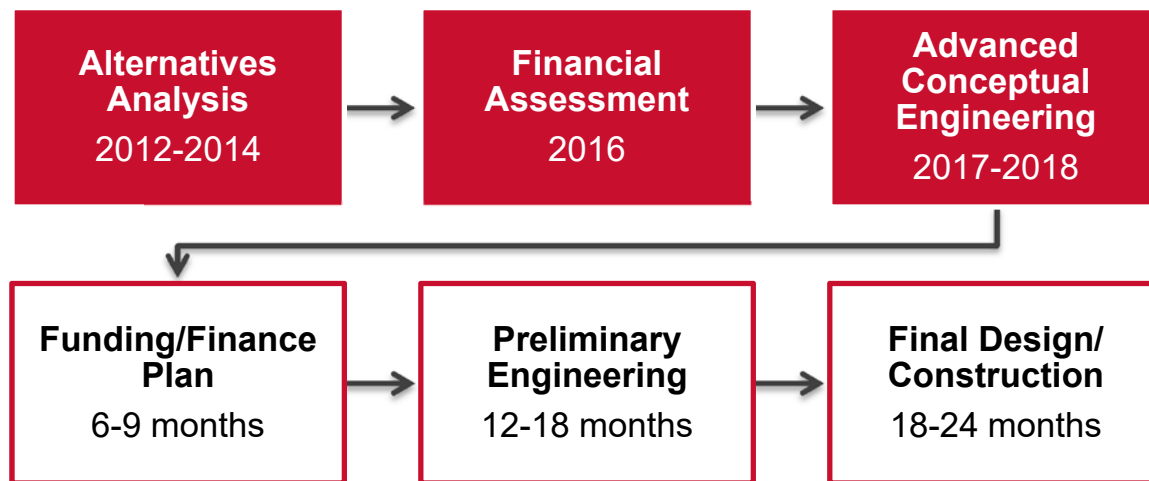 Alternatives
Analysis
2012-2014
Financial
Assessment
2016
Advanced
Conceptual
Engineering
2017-2018
Funding/Finance
Plan
6-9 months
Preliminary
Engineering
12-18 months
Final Design/
Construction
18-24 months